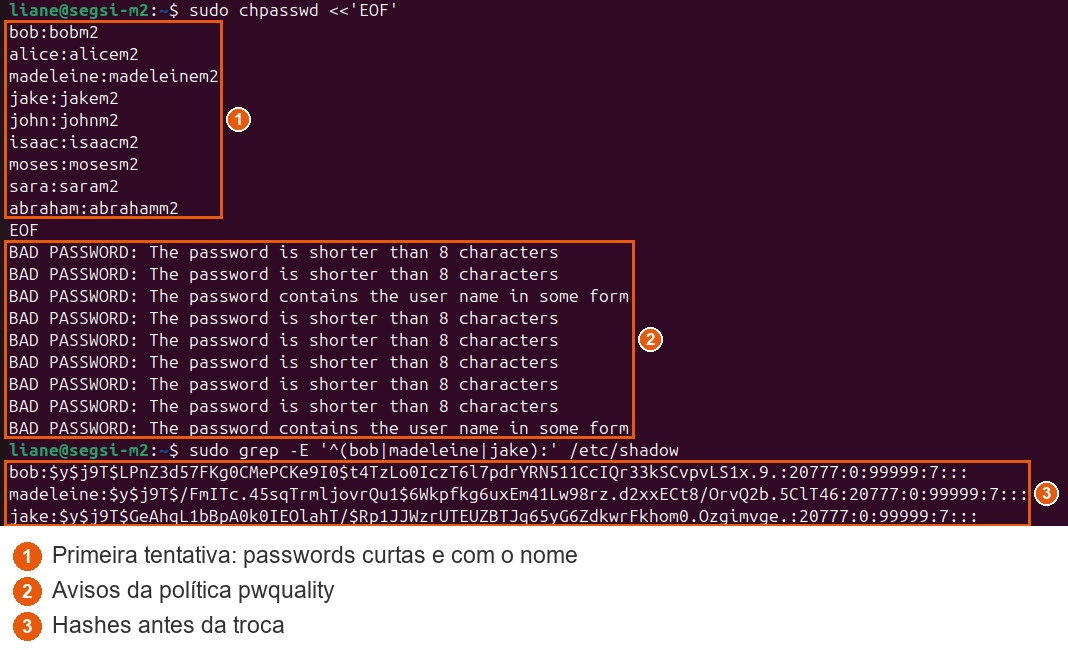 liane@segsi-m2:~$ sudo chpasswd <<'EOF'
bob:bobm2
alice:alicem2
madeleine:madeleinem2
jake:jakem2
john:johnm2
1
isaac:isaacm2
moses:mosesm2
sara:saram2
abraham:abrahamm2
EOF
BAD PASSWORD: The password is shorter than 8 characters
BAD PASSWORD: The password is shorter than 8 characters
BAD PASSWORD: The password contains the user name in some form
BAD PASSWORD: The password is shorter than 8 characters
BAD PASSWORD: The password is shorter than 8 characters
2
BAD PASSWORD: The password is shorter than 8 characters
BAD PASSWORD: The password is shorter than 8 characters
BAD PASSWORD: The password is shorter than 8 characters
BAD PASSWORD: The password contains the user name in some form
liane@segsi-m2:~$ sudo grep -E '^(bob|madeleine|jake):' /etc/shadow
bob:$y$j9T$LPnZ3d57FKg0CMePCKe9I0$t4TzLo0IczT6l7pdrYRN511CcIQr33kSCvpvLS1x.9.:20777:0:99999:7:::
madeleine:$y$j9T$/FmITc.45sqTrmljovrQu1$6Wkpfkg6uxEm41Lw98rz.d2xxECt8/OrvQ2b.5ClT46:20777:0:99999:7:::
3
jake:$y$j9T$GeAhqL1bBpA0k0IEOlahT/$Rp1JJWzrUTEUZBTJq65yG6ZdkwrFkhom0.Ozgimvge.:20777:0:99999:7:::
1 Primeira tentativa: passwords curtas e com o nome
2 Avisos da política pwquality
3 Hashes antes da troca